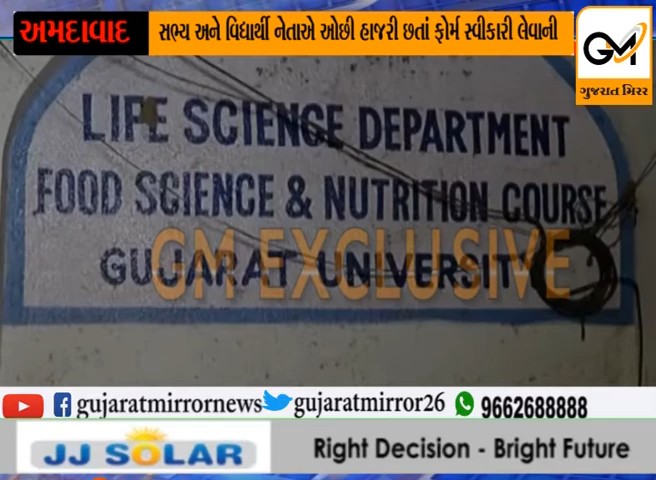 અમદાવાદ
સભ્ય અને વિદ્યાર્થી નેતાએ ઓછી હાજરી છતાં ફોર્મ સ્વીકારી લેવાની
GM
ગુજરાત મિરર
LIFE SCIENCE DEPARTMENT
FOOD SCIENCE & NUTRITION COURSE
GUJARAT UNIVERSITY
GM EXCLUSIVE
gujaratmirrornews gujaratmirror26 9662688888
JJ SOLAR Right Decision - Bright Future